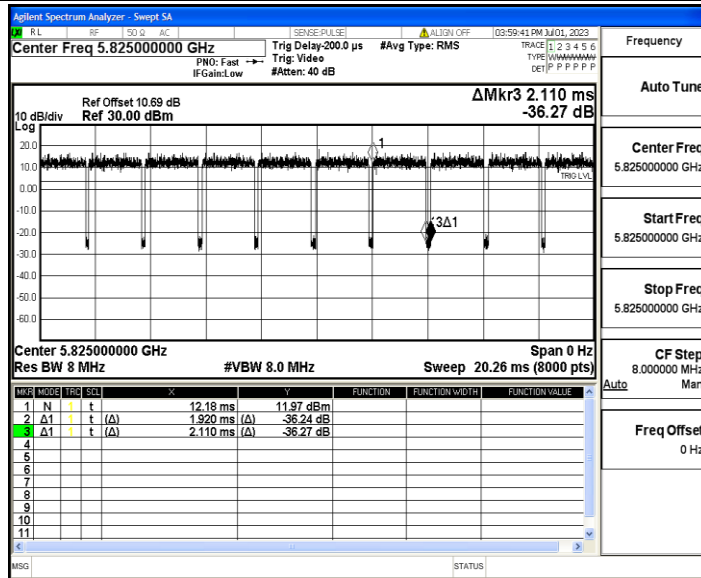 Agilent Spectrum Analyzer - Swept SA
RL RF 50 Ω AC SENSE:PULSE ALIGN OFF 03:59:41 PM Jul 01, 2023
Center Freq 5.825000000 GHz
PNO: Fast
IFGain:Low
Trig Delay-200.0 µs
Trig: Video
#Atten: 40 dB
#Avg Type: RMS
TRACE 1 2 3 4 5 6
TYPE WWWWWW
DET P P P P P P
ΔMkr3 2.110 ms
-36.27 dB
Ref Offset 10.69 dB
10 dB/div Ref 30.00 dBm
Log
20.0
10.0
0.00
-10.0
-20.0
-30.0
-40.0
-50.0
-60.0
1
TRIG LVL
3Δ1
Center 5.825000000 GHz Span 0 Hz
Res BW 8 MHz #VBW 8.0 MHz Sweep 20.26 ms (8000 pts)
MKR MODE TRC SCL X Y FUNCTION FUNCTION WIDTH FUNCTION VALUE
1 N 1 t 12.18 ms 11.97 dBm
2 Δ1 1 t (Δ) 1.920 ms (Δ) -36.24 dB
3 Δ1 1 t (Δ) 2.110 ms (Δ) -36.27 dB
4
5
6
7
8
9
10
11
MSG STATUS
Frequency
Auto Tune
Center Freq
5.825000000 GHz
Start Freq
5.825000000 GHz
Stop Freq
5.825000000 GHz
CF Step
8.000000 MHz
Auto Man
Freq Offset
0 Hz